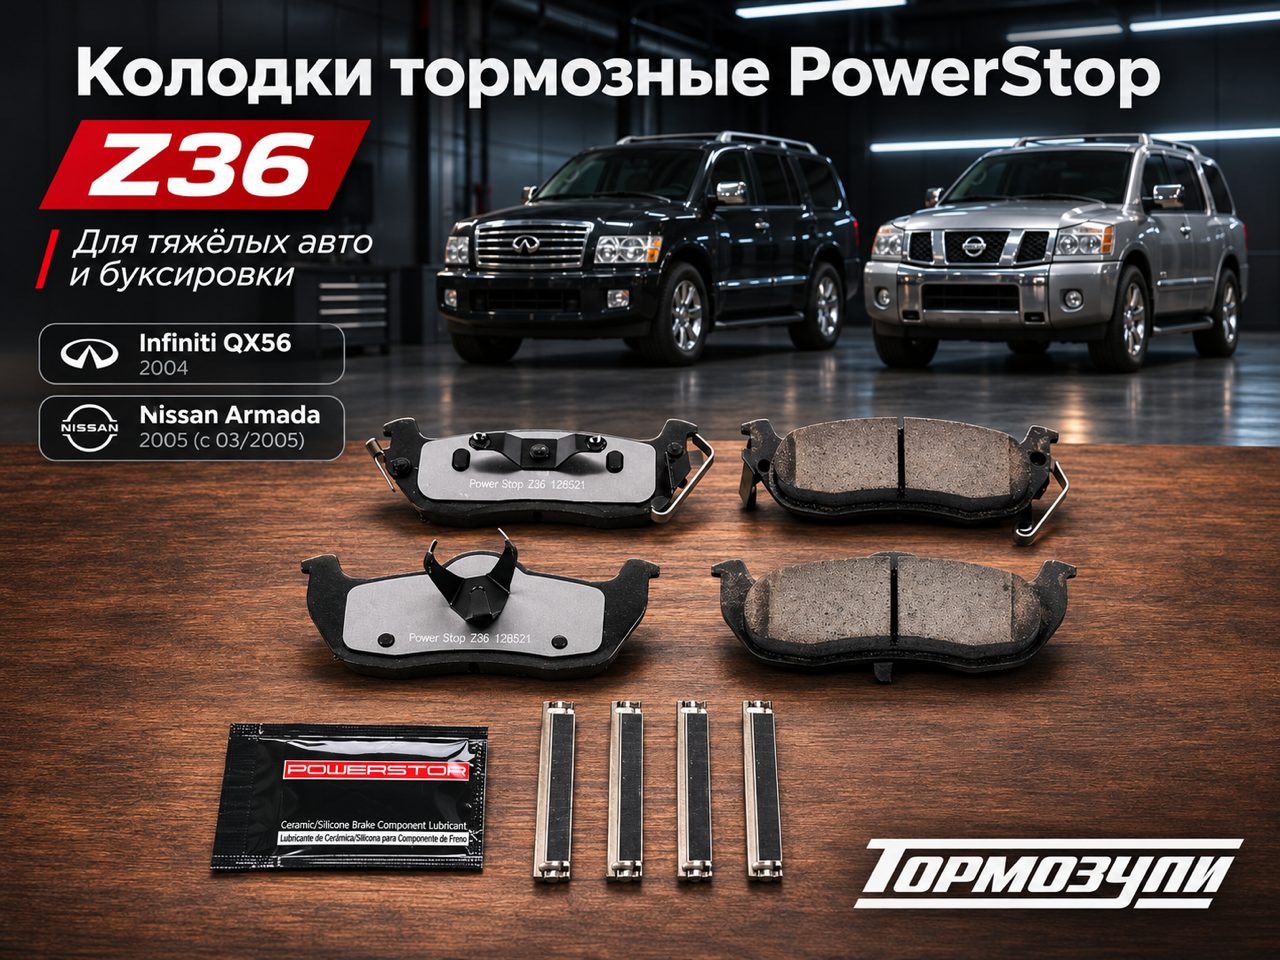 Колодки тормозные PowerStop
Z36
Для тяжёлых авто
и буксировки
Infiniti QX56
2004
NISSAN
Nissan Armada
2005 (с 03/2005)
Power Stop Z36 128521
Power Stop Z36 128521
POWERSTOP
Ceramic/Silicone Brake Component Lubricant
Lubricante de Cerámica/Silicona para Componente de Freno
ТОРМОЗУЛИ